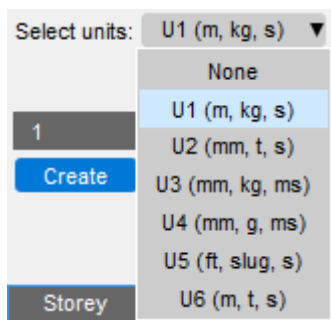 Select units: U1 (m, kg, s) ▼
None
U1 (m, kg, s)
1
U2 (mm, t, s)
Create
U3 (mm, kg, ms)
U4 (mm, g, ms)
U5 (ft, slug, s)
Storey
U6 (m, t, s)